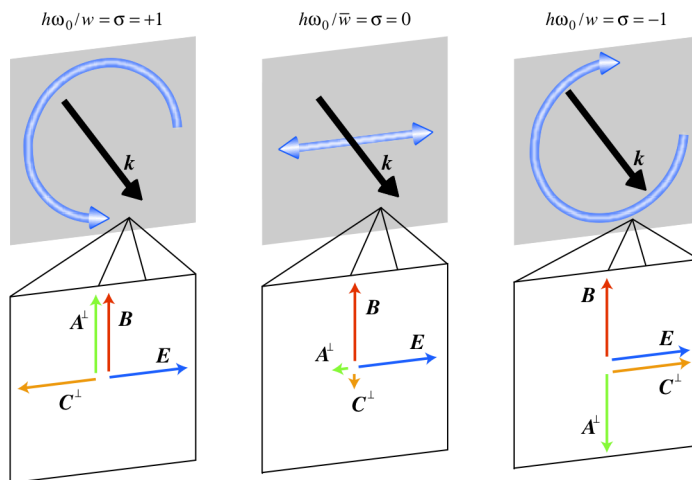 hω₀/w = σ = +1
hω₀/w̅ = σ = 0
hω₀/w = σ = −1
k
k
k
A⊥
B
E
C⊥
B
E
A⊥
C⊥
B
E
C⊥
A⊥